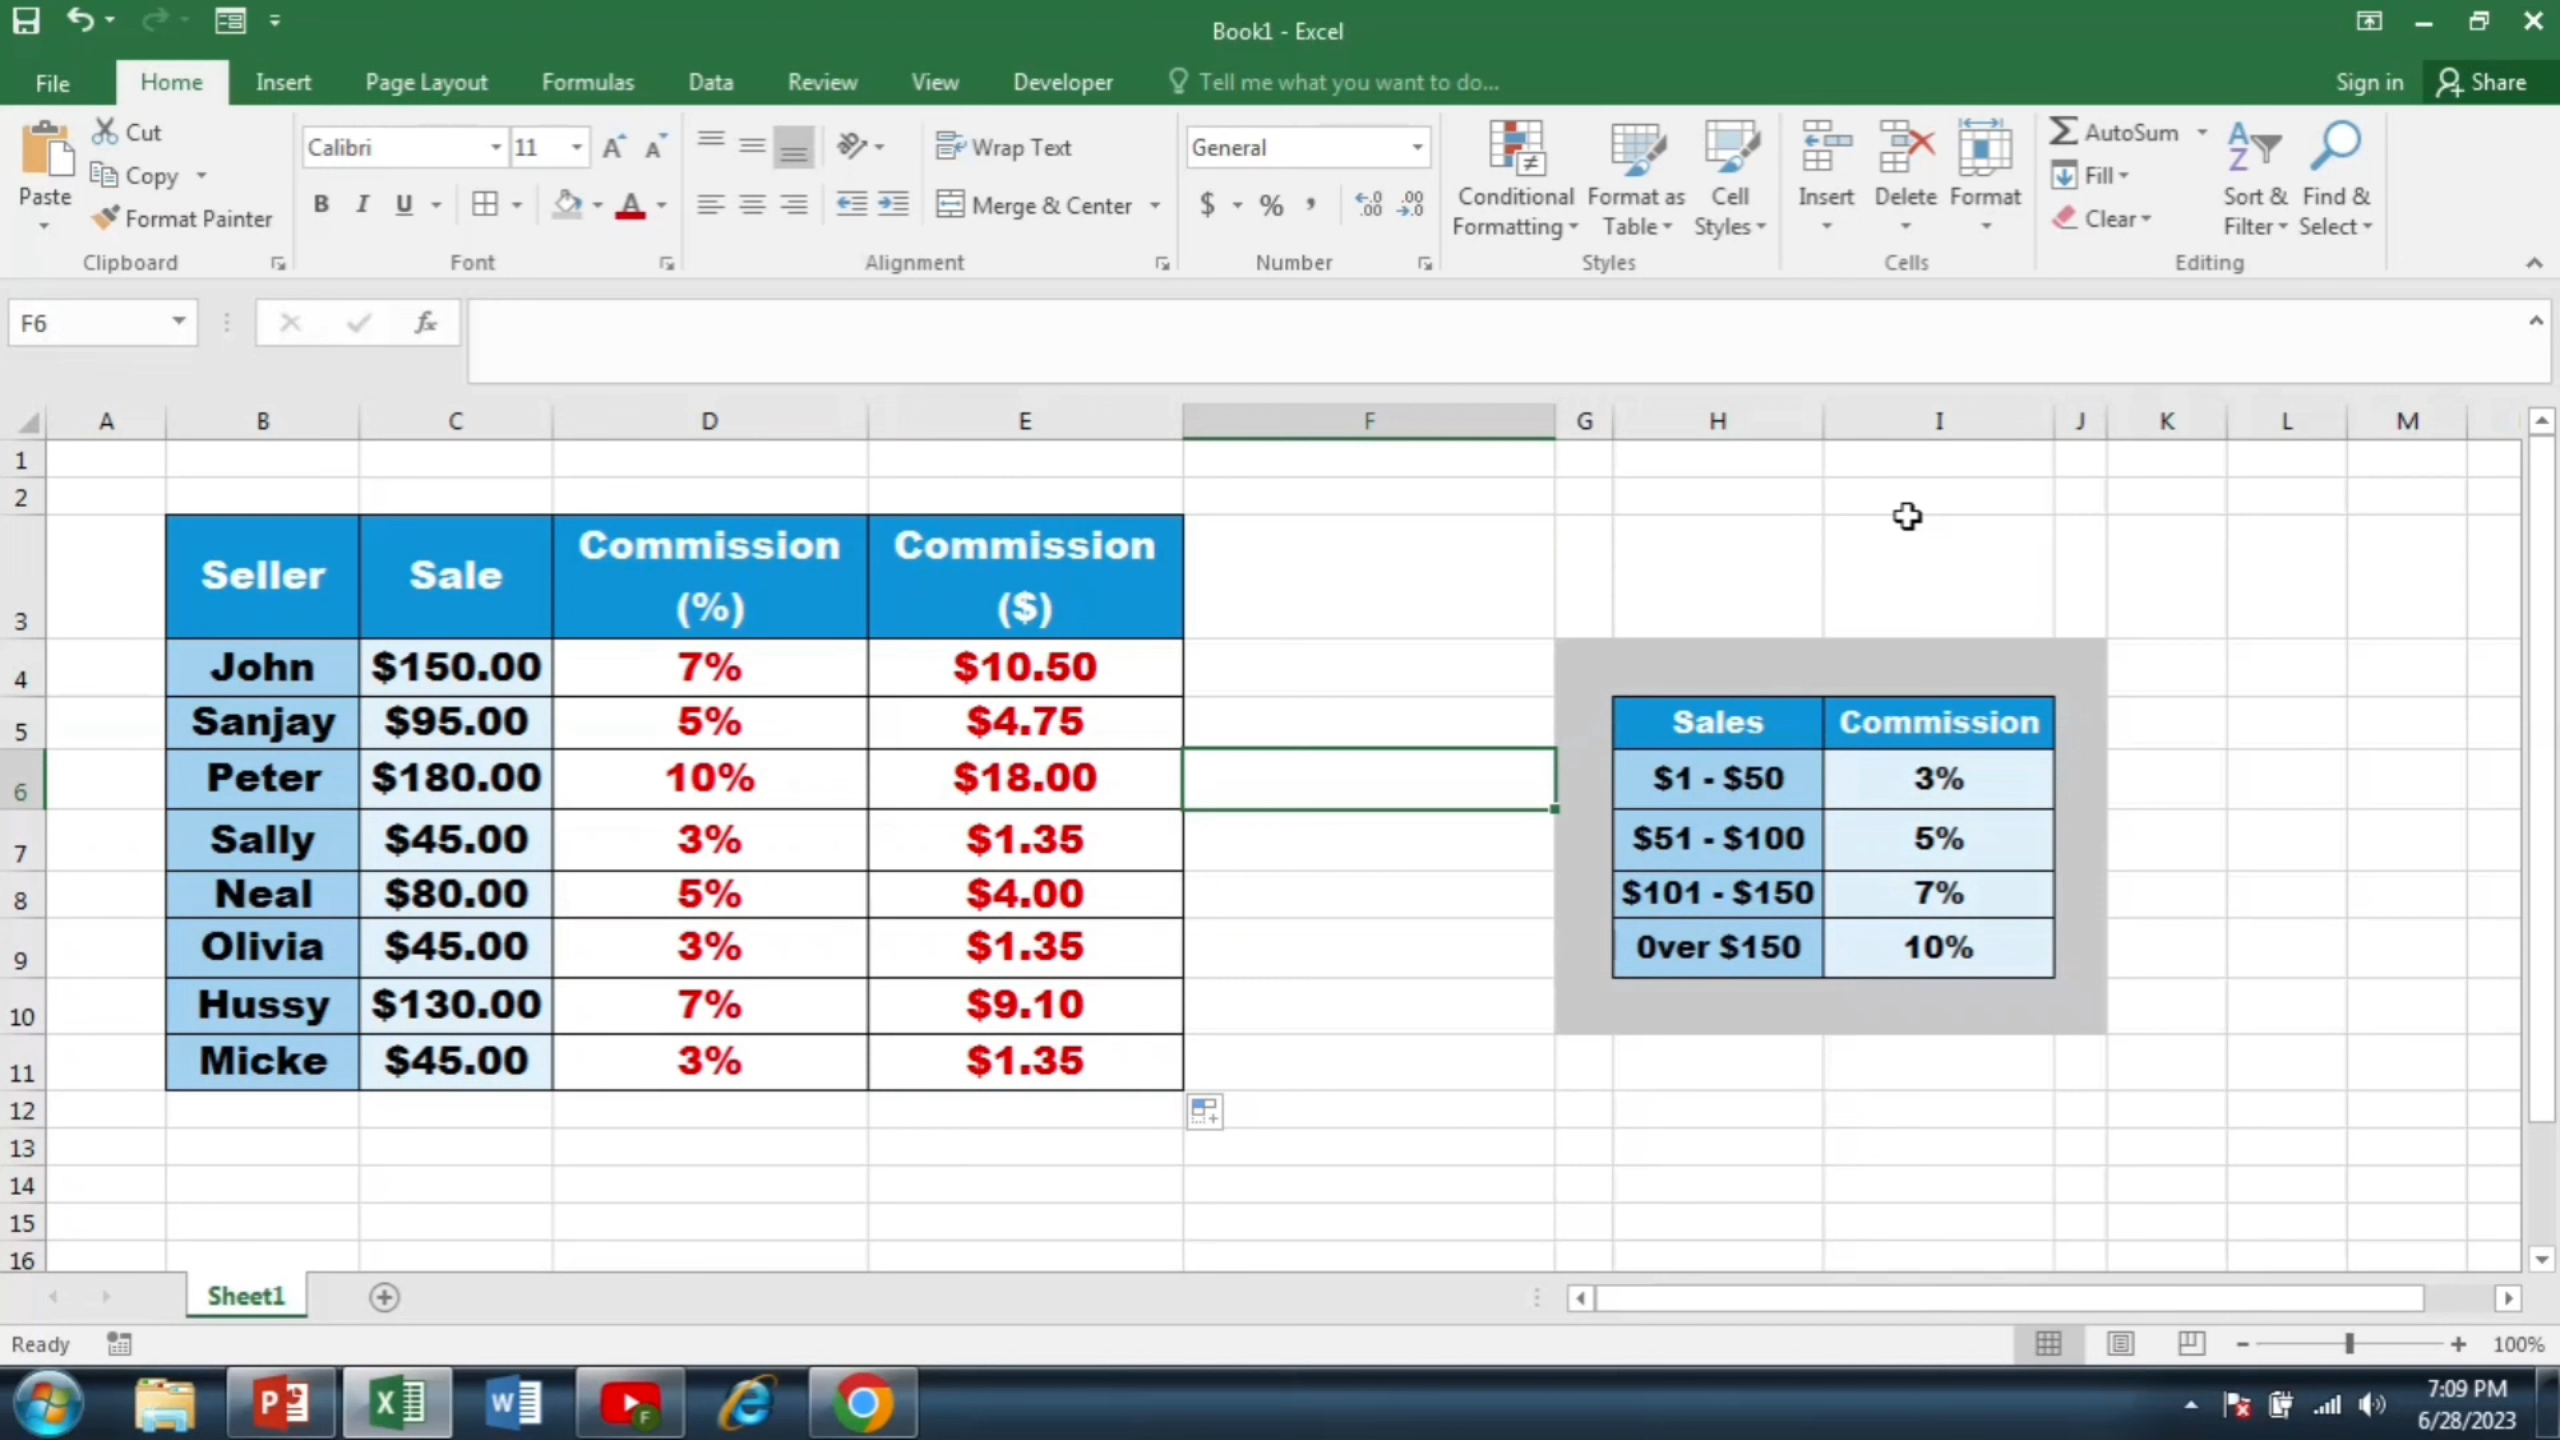 Book1 - Excel
File Home Insert Page Layout Formulas Data Review View Developer Tell me what you want to do... Sign in Share
Cut
Copy
Format Painter
Paste
Clipboard
Calibri 11
B I U
Font
Wrap Text
Merge & Center
Alignment
General
$ % ,
Number
Conditional Formatting
Format as Table
Cell Styles
Styles
Insert Delete Format
Cells
AutoSum
Fill
Clear
Sort & Filter
Find & Select
Editing
F6 fx
A B C D E F G H I J K L M
1
2
3 Seller Sale Commission (%) Commission ($)
4 John $150.00 7% $10.50
5 Sanjay $95.00 5% $4.75 Sales Commission
6 Peter $180.00 10% $18.00 $1 - $50 3%
7 Sally $45.00 3% $1.35 $51 - $100 5%
8 Neal $80.00 5% $4.00 $101 - $150 7%
9 Olivia $45.00 3% $1.35 0ver $150 10%
10 Hussy $130.00 7% $9.10
11 Micke $45.00 3% $1.35
12
13
14
15
16
Sheet1
Ready 100%
7:09 PM
6/28/2023